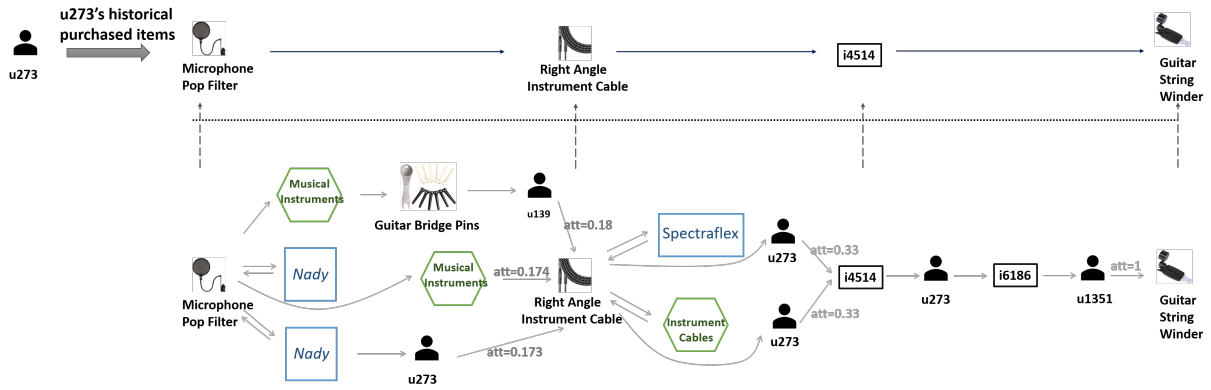 u273's historical
purchased items
u273
Microphone
Pop Filter
Right Angle
Instrument Cable
i4514
Guitar
String
Winder
Musical
Instruments
Guitar Bridge Pins
u139
att=0.18
Spectraflex
u273
att=0.33
Nady
Musical
Instruments
att=0.174
Microphone
Pop Filter
Right Angle
Instrument Cable
i4514
u273
i6186
u1351
att=1
Guitar
String
Winder
Instrument
Cables
u273
att=0.33
Nady
u273
att=0.173